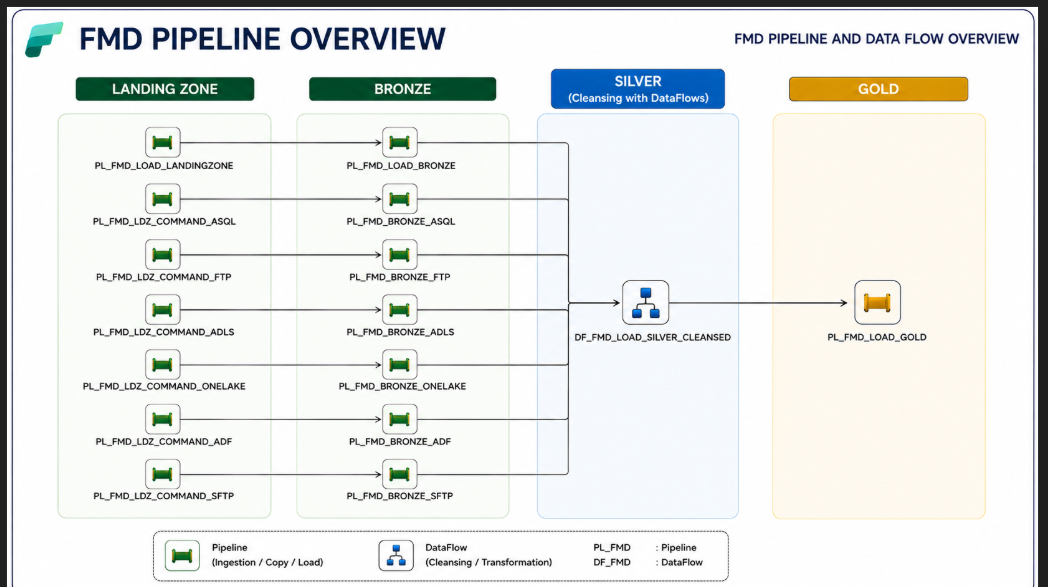 FMD PIPELINE OVERVIEW
FMD PIPELINE AND DATA FLOW OVERVIEW
LANDING ZONE
BRONZE
SILVER
(Cleansing with DataFlows)
GOLD
PL_FMD_LOAD_LANDINGZONE
PL_FMD_LOAD_BRONZE
PL_FMD_LDZ_COMMAND_ASQL
PL_FMD_BRONZE_ASQL
PL_FMD_LDZ_COMMAND_FTP
PL_FMD_BRONZE_FTP
PL_FMD_LDZ_COMMAND_ADLS
PL_FMD_BRONZE_ADLS
DF_FMD_LOAD_SILVER_CLEANSED
PL_FMD_LOAD_GOLD
PL_FMD_LDZ_COMMAND_ONELAKE
PL_FMD_BRONZE_ONELAKE
PL_FMD_LDZ_COMMAND_ADF
PL_FMD_BRONZE_ADF
PL_FMD_LDZ_COMMAND_SFTP
PL_FMD_BRONZE_SFTP
Pipeline
(Ingestion / Copy / Load)
DataFlow
(Cleansing / Transformation)
PL_FMD : Pipeline
DF_FMD : DataFlow